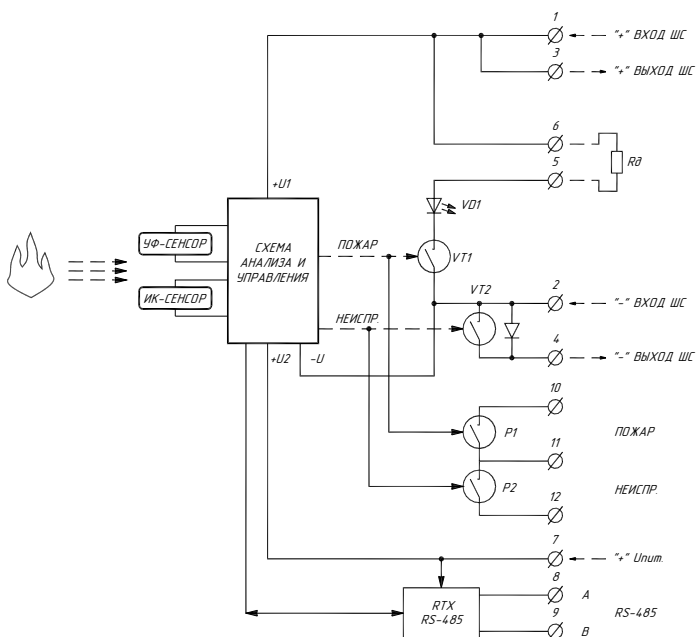 1
"+" ВХОД ШС
3
"+" ВЫХОД ШС
6
5
Rд
+U1
VD1
УФ-СЕНСОР
СХЕМА
АНАЛИЗА И
УПРАВЛЕНИЯ
ПОЖАР
VT1
ИК-СЕНСОР
VT2
2
"-" ВХОД ШС
НЕИСПР.
+U2
-U
4
"-" ВЫХОД ШС
10
P1
ПОЖАР
11
P2
НЕИСПР.
12
7
"+" Uпит.
8
A
RTX
RS-485
9
RS-485
B